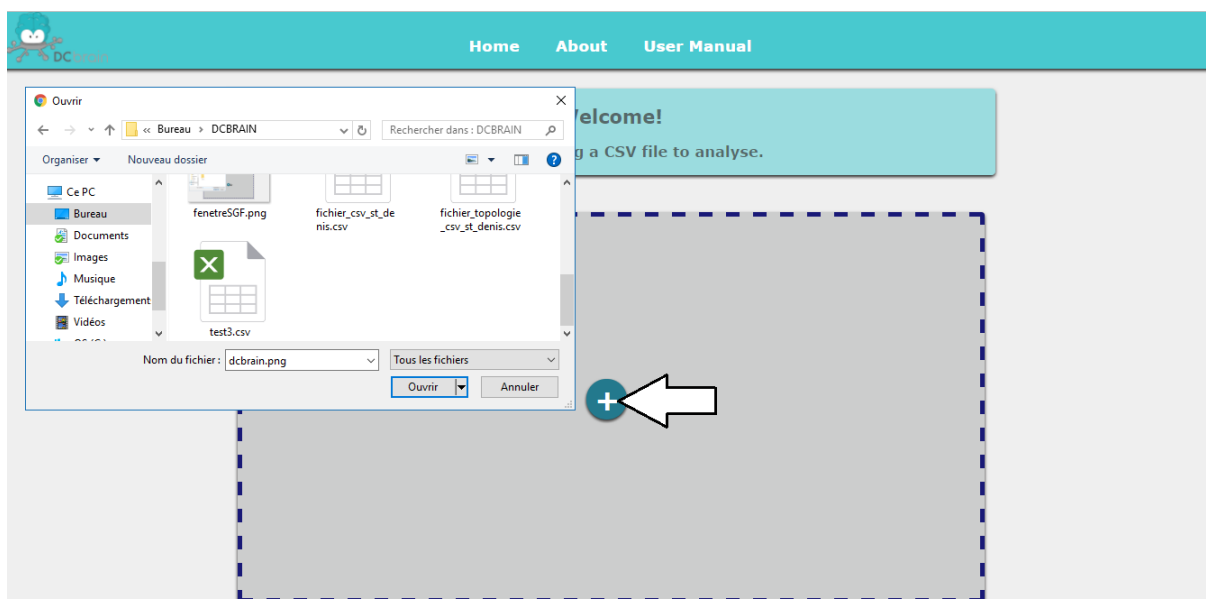 DCbrain
Home About User Manual
Ouvrir
« Bureau › DCBRAIN
Rechercher dans : DCBRAIN
Organiser
Nouveau dossier
Ce PC
Bureau
Documents
Images
Musique
Téléchargement
Vidéos
fenetreSGF.png
fichier_csv_st_de
nis.csv
fichier_topologie
_csv_st_denis.csv
test3.csv
Nom du fichier : dcbrain.png
Tous les fichiers
Ouvrir
Annuler
elcome!
g a CSV file to analyse.